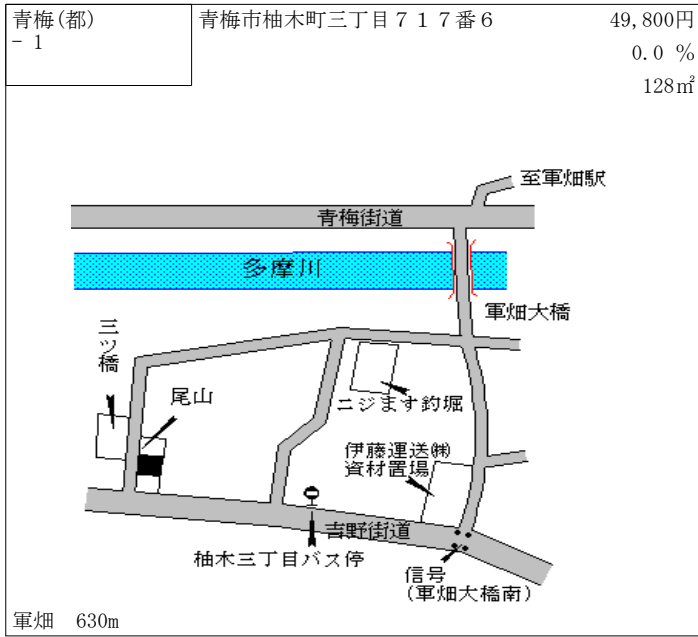 青梅(都)
－１
青梅市柚木町三丁目７１７番６
49,800円
0.0 %
128㎡
至軍畑駅
青梅街道
多摩川
軍畑大橋
三ッ橋
尾山
ニジます釣堀
伊藤運送㈱
資材置場
吉野街道
柚木三丁目バス停
信号
(軍畑大橋南)
軍畑　630m